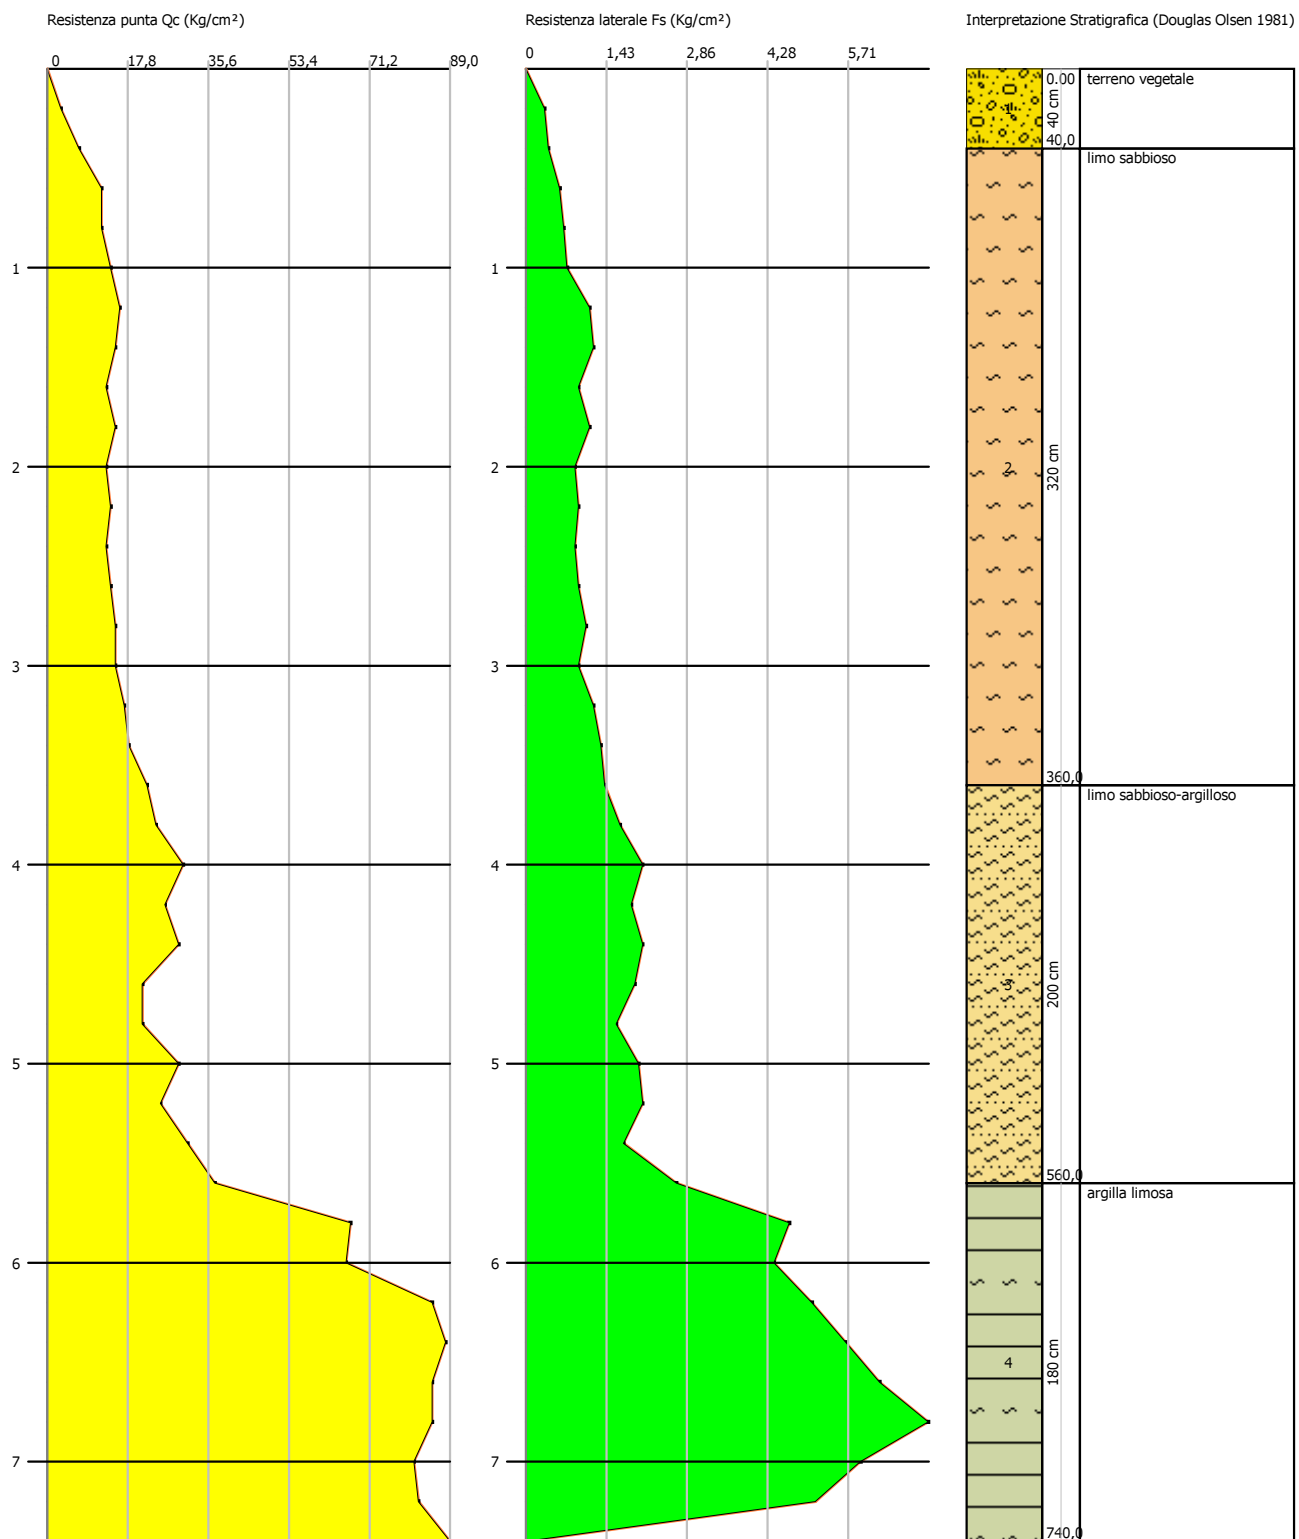 Resistenza punta Qc (Kg/cm²)
0 17,8 35,6 53,4 71,2 89,0
1
2
3
4
5
6
7
Resistenza laterale Fs (Kg/cm²)
0 1,43 2,86 4,28 5,71
1
2
3
4
5
6
7
Interpretazione Stratigrafica (Douglas Olsen 1981)
1
0.00
40 cm
40,0
terreno vegetale
2
320 cm
360,0
limo sabbioso
3
200 cm
560,0
limo sabbioso-argilloso
4
180 cm
740,0
argilla limosa